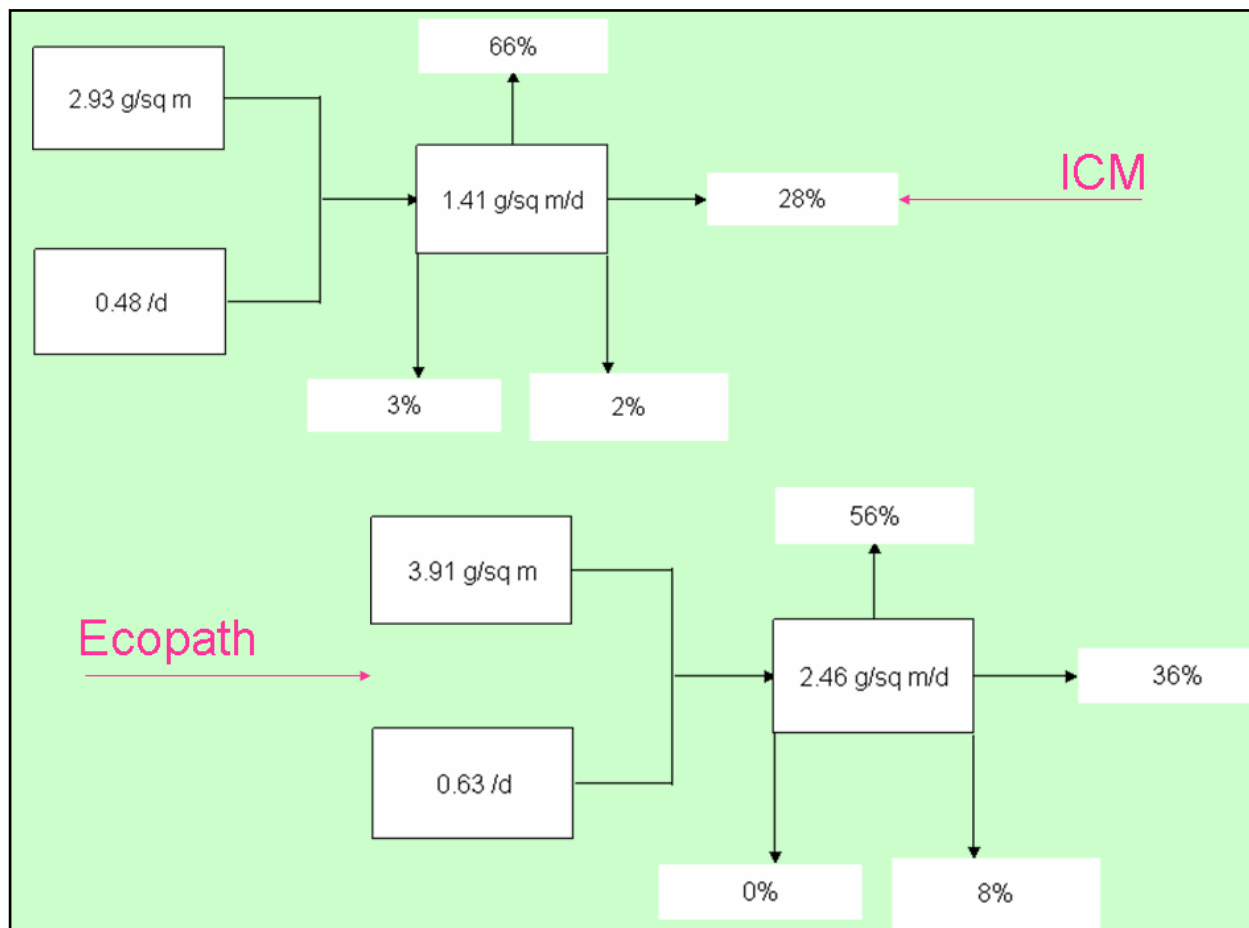 66%
2.93 g/sq m
1.41 g/sq m/d
28%
ICM
0.48 /d
3%
2%
56%
3.91 g/sq m
Ecopath
2.46 g/sq m/d
36%
0.63 /d
0%
8%